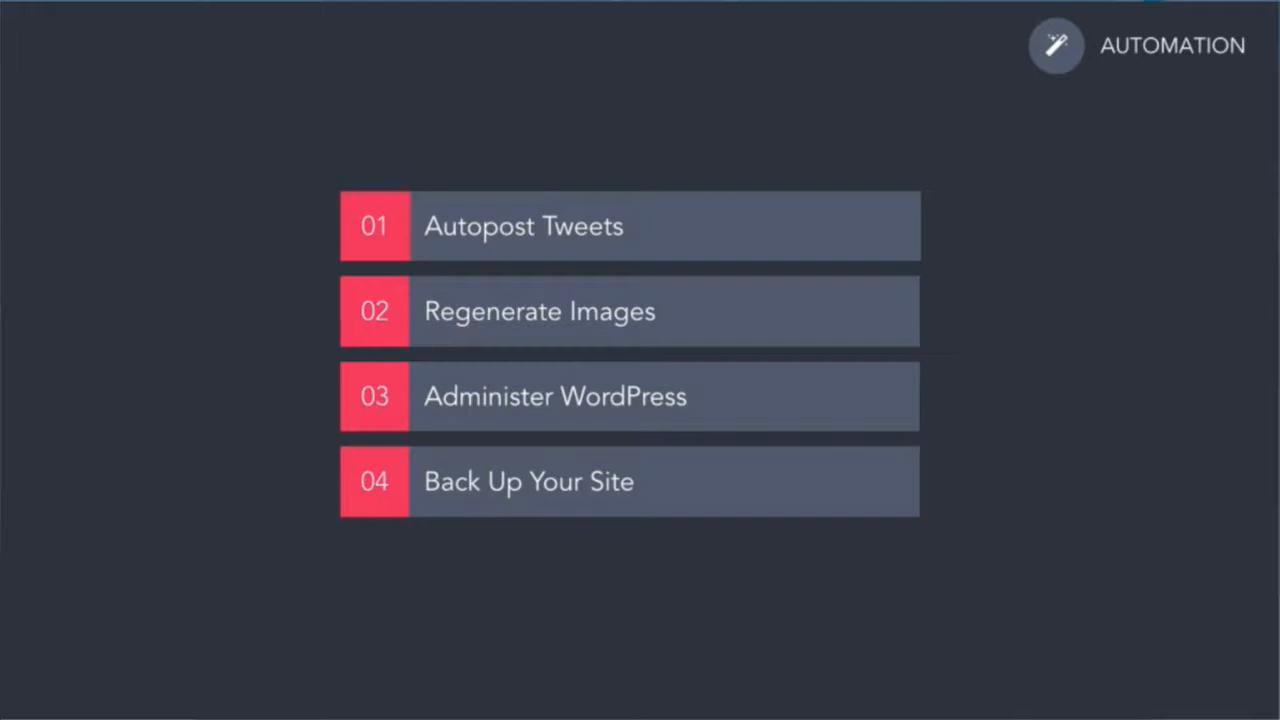 AUTOMATION
01 Autopost Tweets
02 Regenerate Images
03 Administer WordPress
04 Back Up Your Site